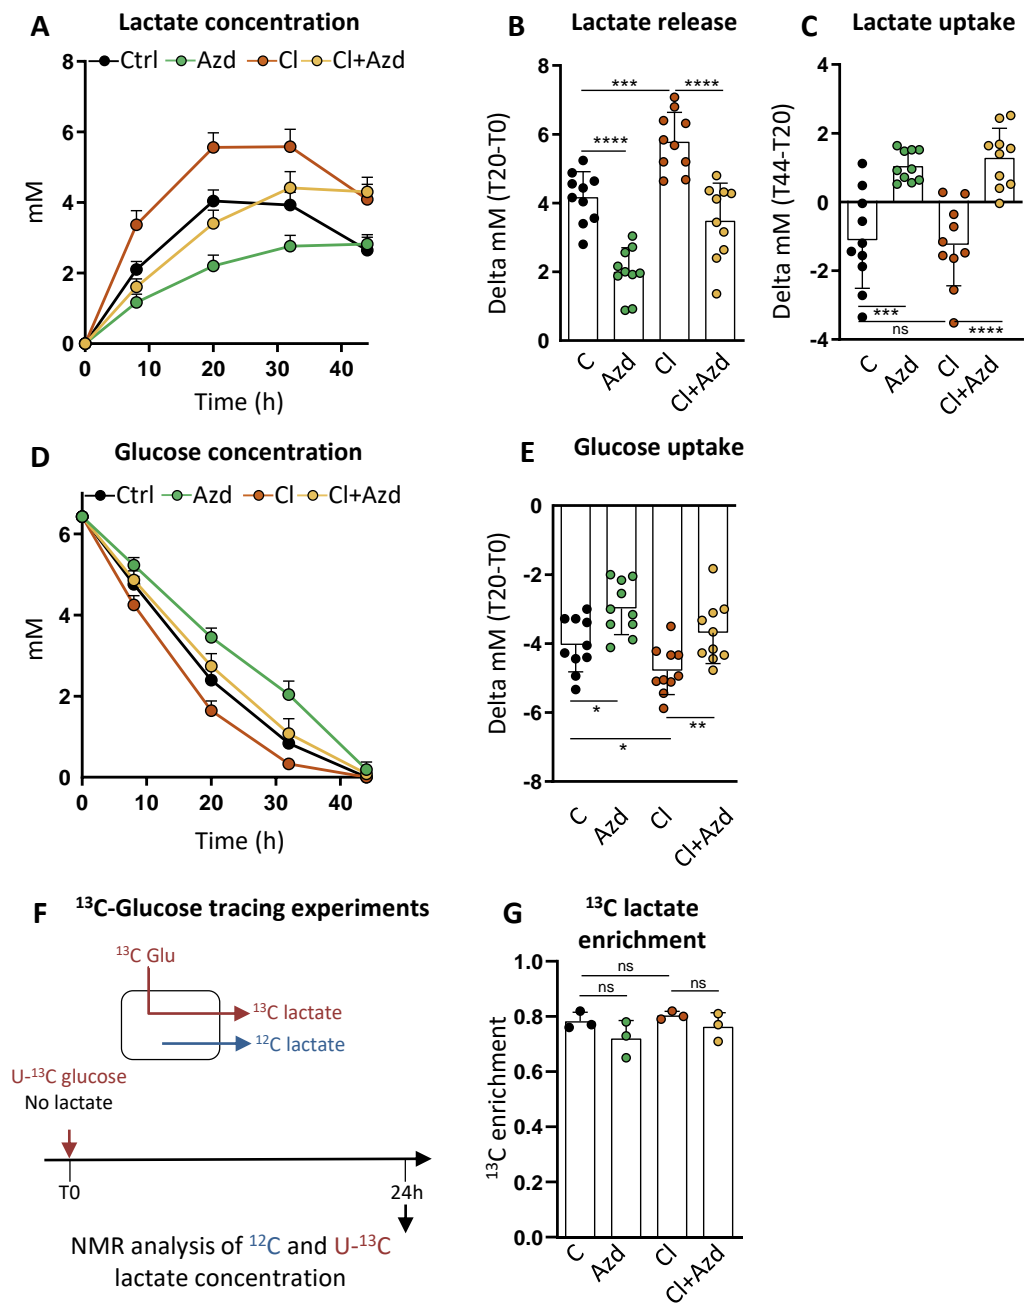 A
Lactate concentration
Ctrl Azd Cl Cl+Azd
8
6
4
2
0
mM
0 10 20 30 40
Time (h)
B
Lactate release
8
6
4
2
0
Delta mM (T20-T0)
*** ****
****
C Azd Cl Cl+Azd
C
Lactate uptake
4
2
0
-2
-4
Delta mM (T44-T20)
***
ns ****
C Azd Cl Cl+Azd
D
Glucose concentration
Ctrl Azd Cl Cl+Azd
6
4
2
0
mM
0 10 20 30 40
Time (h)
E
Glucose uptake
0
-2
-4
-6
-8
Delta mM (T20-T0)
* **
*
C Azd Cl Cl+Azd
F
¹³C-Glucose tracing experiments
¹³C Glu
¹³C lactate
¹²C lactate
U-¹³C glucose
No lactate
T0 24h
NMR analysis of ¹²C and U-¹³C
lactate concentration
G
¹³C lactate
enrichment
1.0
0.8
0.6
0.4
0.2
0.0
¹³C enrichment
ns
ns ns
C Azd Cl Cl+Azd